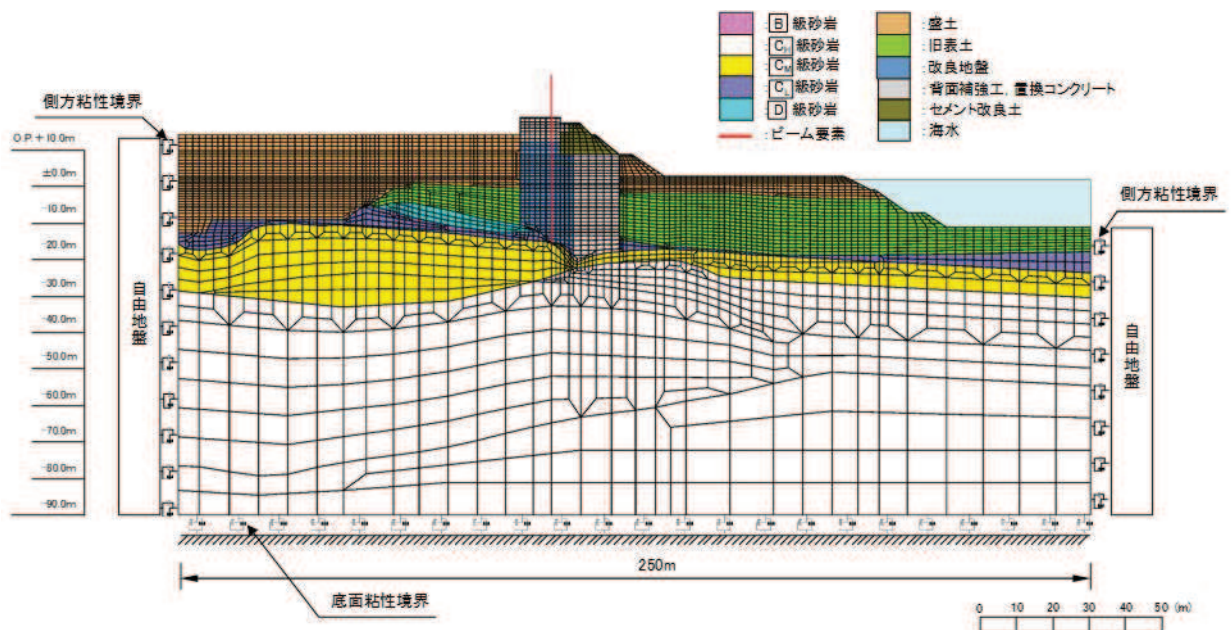 B 級砂岩
CH 級砂岩
CM 級砂岩
CL 級砂岩
D 級砂岩
:ビーム要素
:盛土
:旧表土
:改良地盤
:背面補強工, 置換コンクリート
:セメント改良土
:海水
側方粘性境界
O.P.+10.0m
±0.0m
-10.0m
-20.0m
-30.0m
-40.0m
-50.0m
-60.0m
-70.0m
-80.0m
-90.0m
自由地盤
側方粘性境界
自由地盤
250m
底面粘性境界
0 10 20 30 40 50 (m)